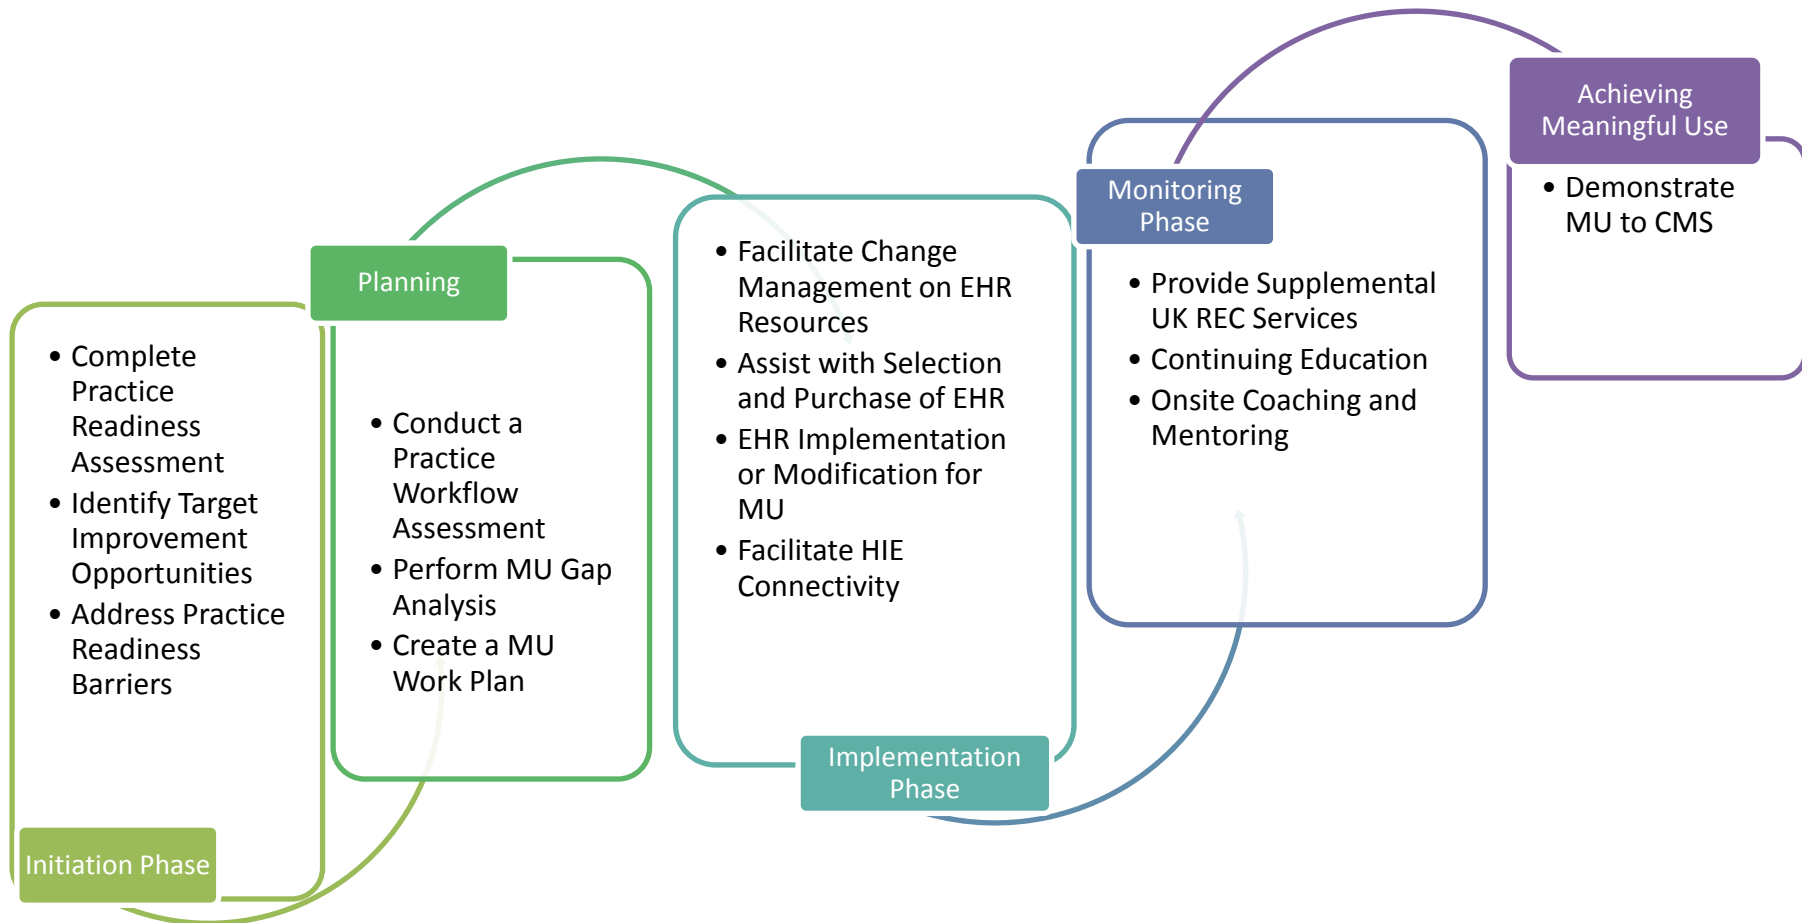 • Complete
Practice
Readiness
Assessment
• Identify Target
Improvement
Opportunities
• Address Practice
Readiness
Barriers
Initiation Phase
Planning
• Conduct a
Practice
Workflow
Assessment
• Perform MU Gap
Analysis
• Create a MU
Work Plan
• Facilitate Change
Management on EHR
Resources
• Assist with Selection
and Purchase of EHR
• EHR Implementation
or Modification for
MU
• Facilitate HIE
Connectivity
Implementation
Phase
Monitoring
Phase
• Provide Supplemental
UK REC Services
• Continuing Education
• Onsite Coaching and
Mentoring
Achieving
Meaningful Use
• Demonstrate
MU to CMS